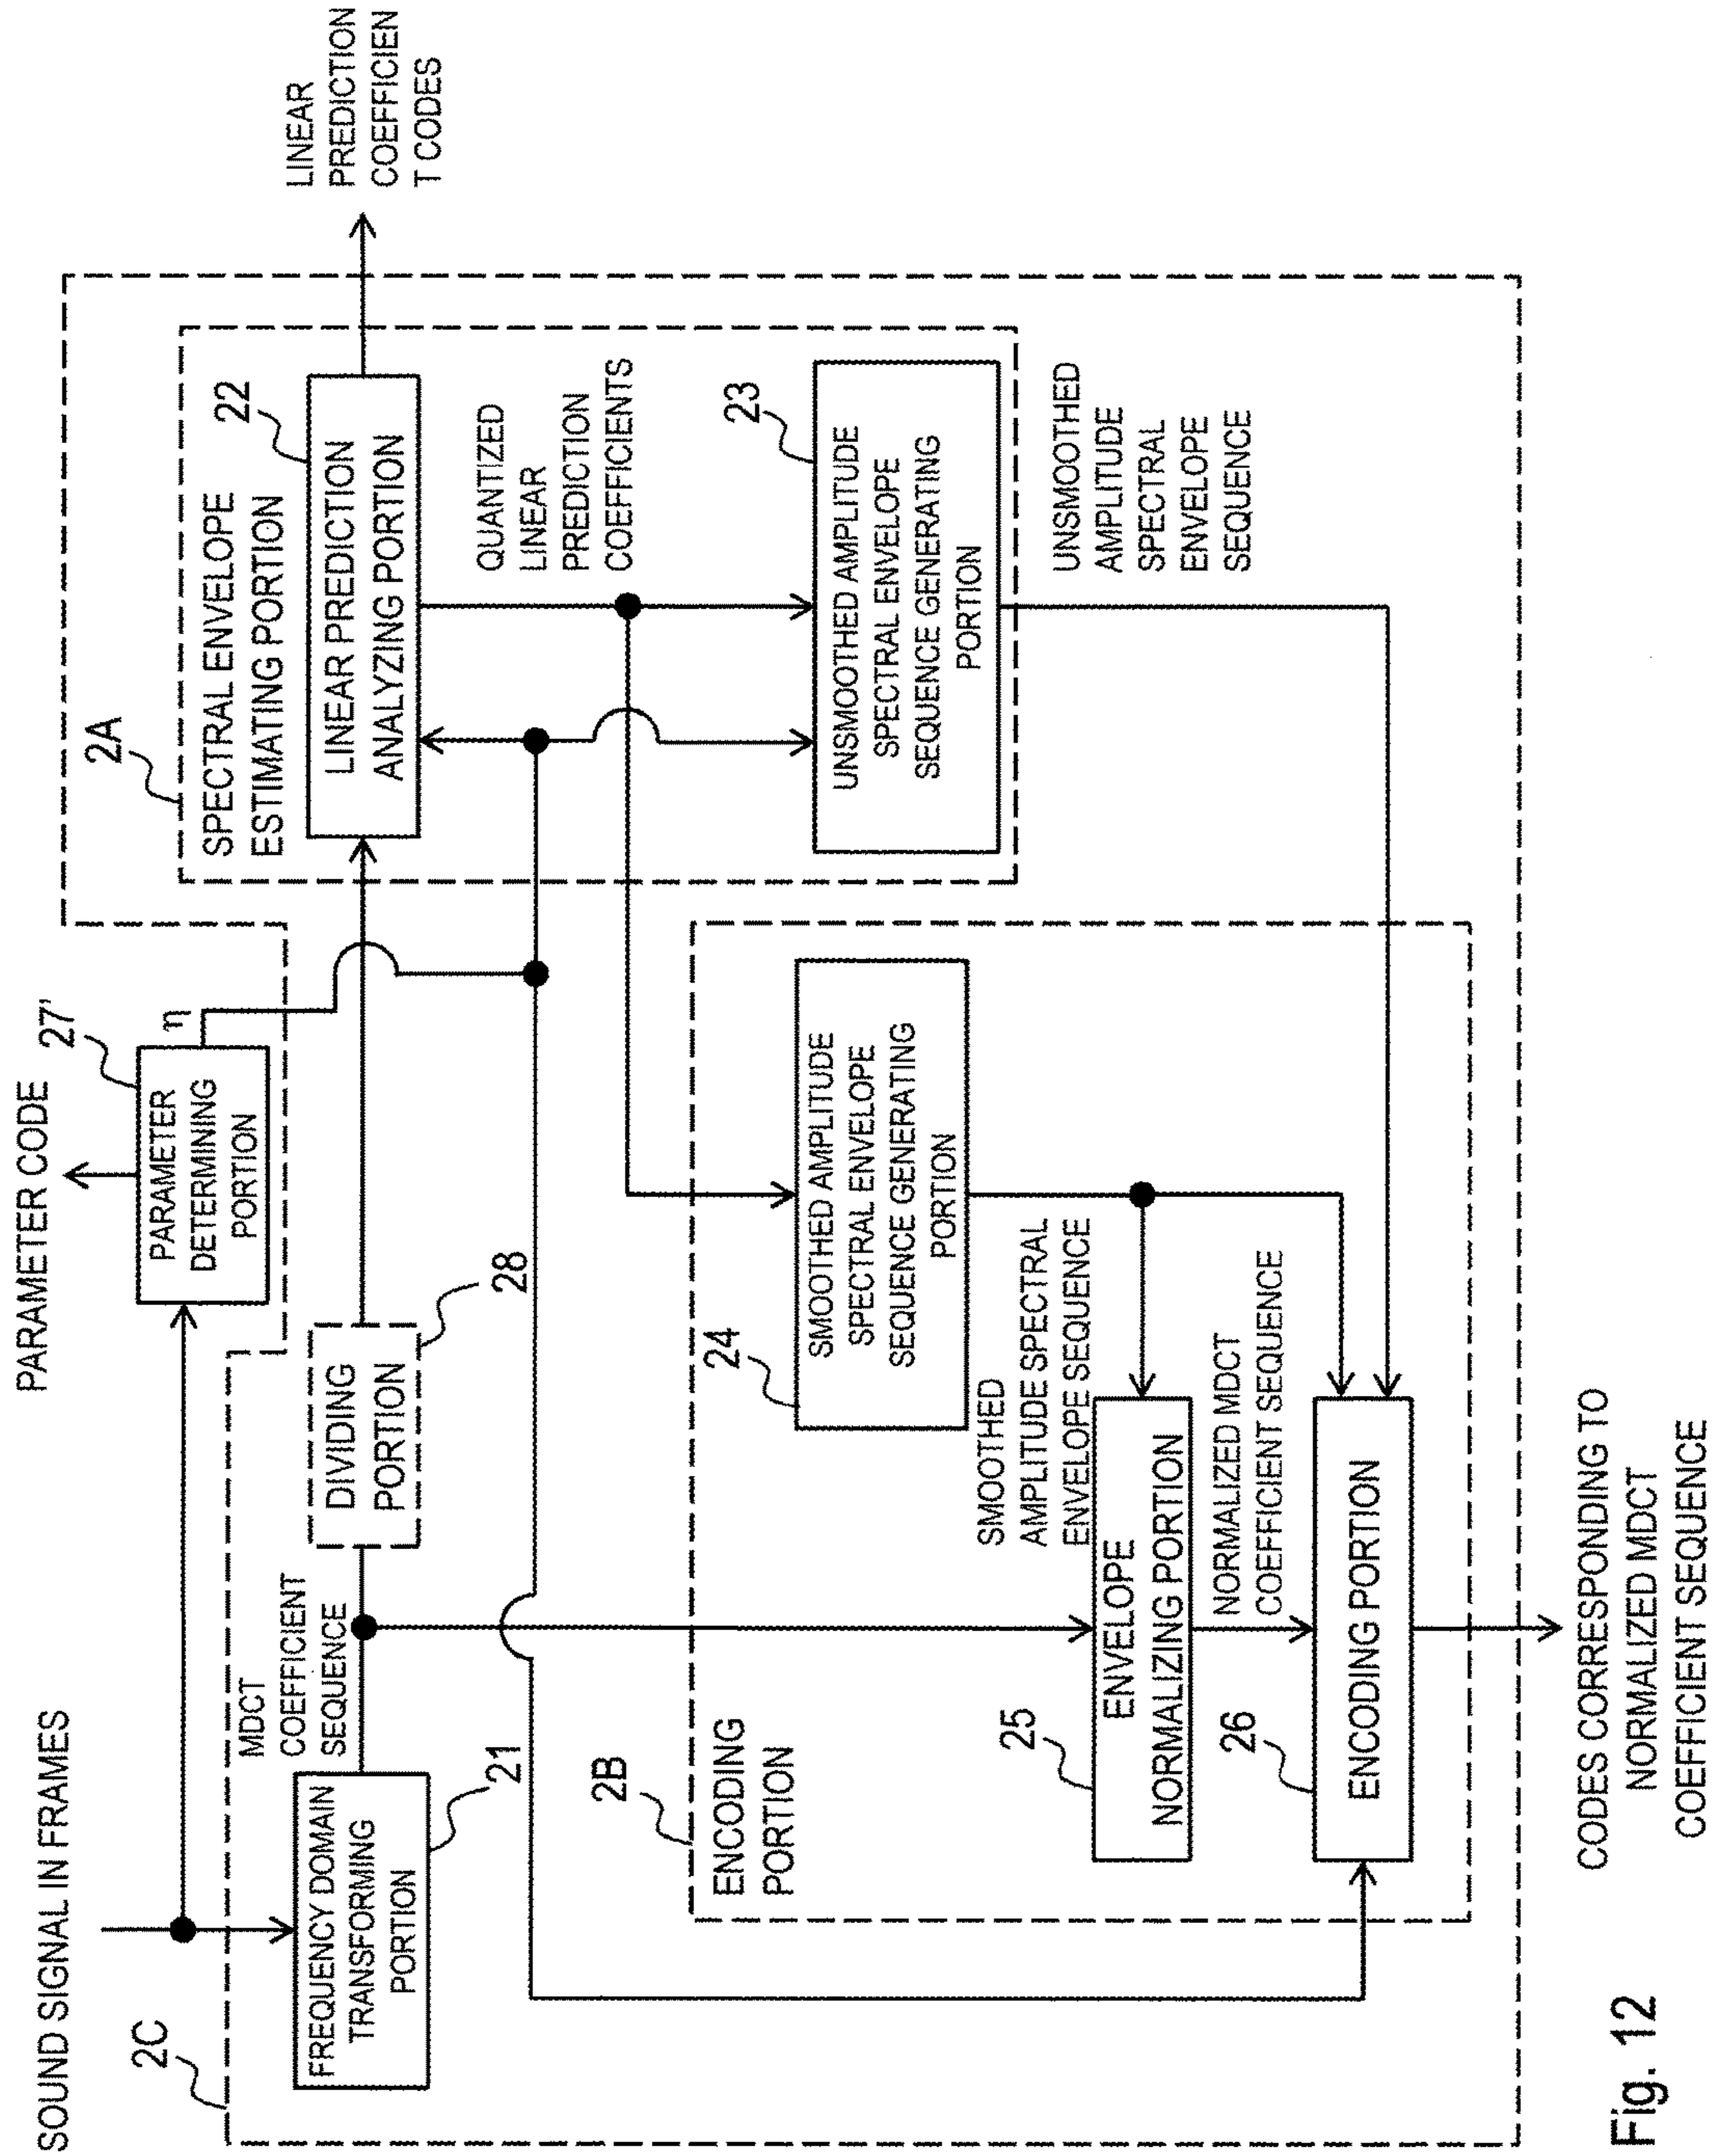 SOUND SIGNAL IN FRAMES
PARAMETER CODE
27'
PARAMETER
DETERMINING
PORTION
η
2C
2A
SPECTRAL ENVELOPE
ESTIMATING PORTION
LINEAR
PREDICTION
COEFFICIEN
T CODES
MDCT
COEFFICIENT
SEQUENCE
FREQUENCY DOMAIN
TRANSFORMING
PORTION
21
DIVIDING
PORTION
28
LINEAR PREDICTION
ANALYZING PORTION
22
QUANTIZED
LINEAR
PREDICTION
COEFFICIENTS
23
UNSMOOTHED AMPLITUDE
SPECTRAL ENVELOPE
SEQUENCE GENERATING
PORTION
UNSMOOTHED
AMPLITUDE
SPECTRAL
ENVELOPE
SEQUENCE
2B
ENCODING
PORTION
24
SMOOTHED AMPLITUDE
SPECTRAL ENVELOPE
SEQUENCE GENERATING
PORTION
SMOOTHED
AMPLITUDE SPECTRAL
ENVELOPE SEQUENCE
25
ENVELOPE
NORMALIZING PORTION
NORMALIZED MDCT
COEFFICIENT SEQUENCE
26
ENCODING PORTION
CODES CORRESPONDING TO
NORMALIZED MDCT
COEFFICIENT SEQUENCE
Fig. 12